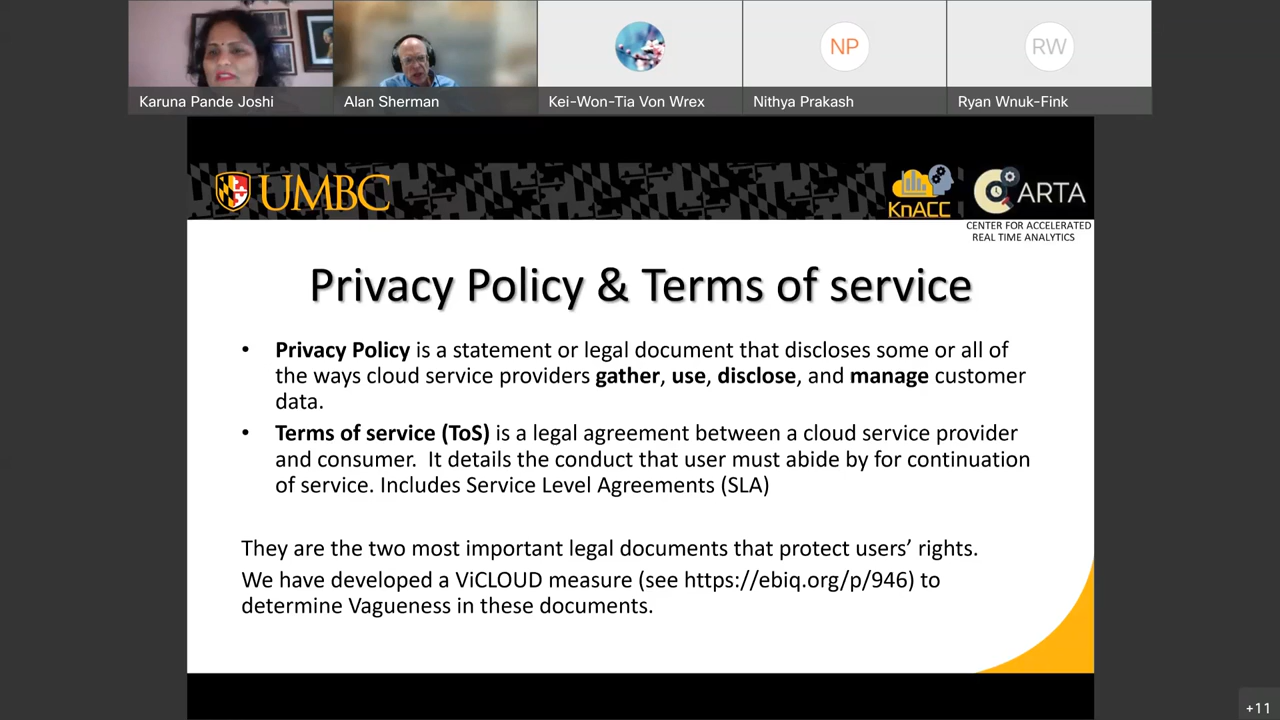 Karuna Pande Joshi
Alan Sherman
Kei-Won-Tia Von Wrex
NP
Nithya Prakash
RW
Ryan Wnuk-Fink
UMBC
KnACC
CARTA
CENTER FOR ACCELERATED
REAL TIME ANALYTICS
Privacy Policy & Terms of service
• Privacy Policy is a statement or legal document that discloses some or all of
the ways cloud service providers gather, use, disclose, and manage customer
data.
• Terms of service (ToS) is a legal agreement between a cloud service provider
and consumer. It details the conduct that user must abide by for continuation
of service. Includes Service Level Agreements (SLA)
They are the two most important legal documents that protect users’ rights.
We have developed a ViCLOUD measure (see https://ebiq.org/p/946) to
determine Vagueness in these documents.
+11